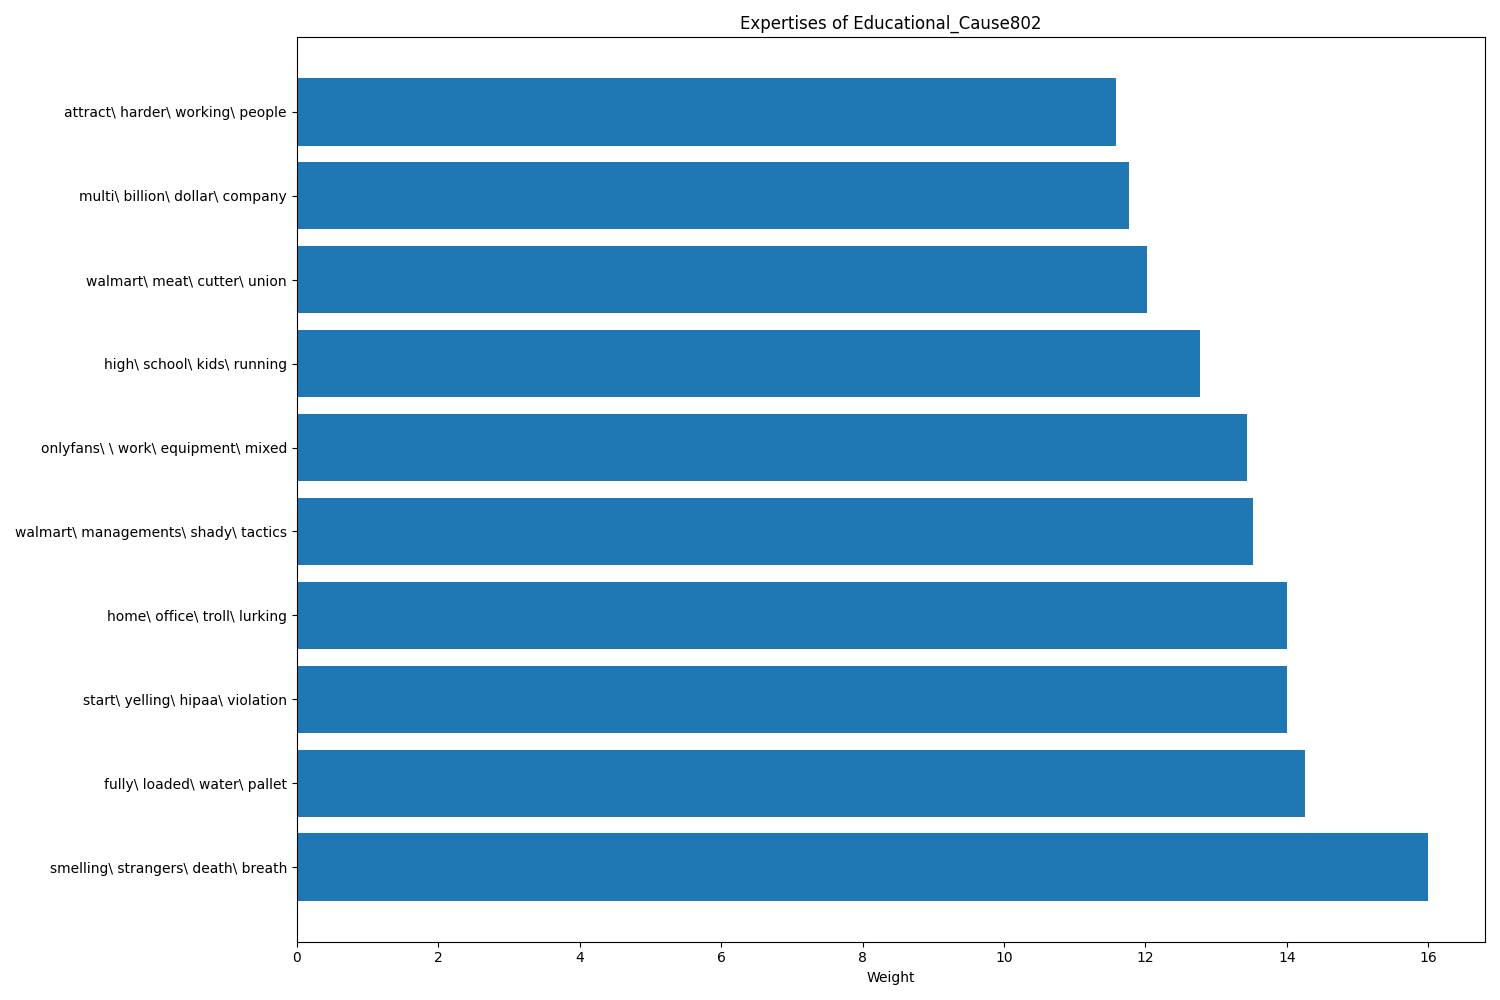 Expertises of Educational_Cause802
attract\ harder\ working\ people
multi\ billion\ dollar\ company
walmart\ meat\ cutter\ union
high\ school\ kids\ running
onlyfans\ \ work\ equipment\ mixed
walmart\ managements\ shady\ tactics
home\ office\ troll\ lurking
start\ yelling\ hipaa\ violation
fully\ loaded\ water\ pallet
smelling\ strangers\ death\ breath
0 2 4 6 8 10 12 14 16
Weight